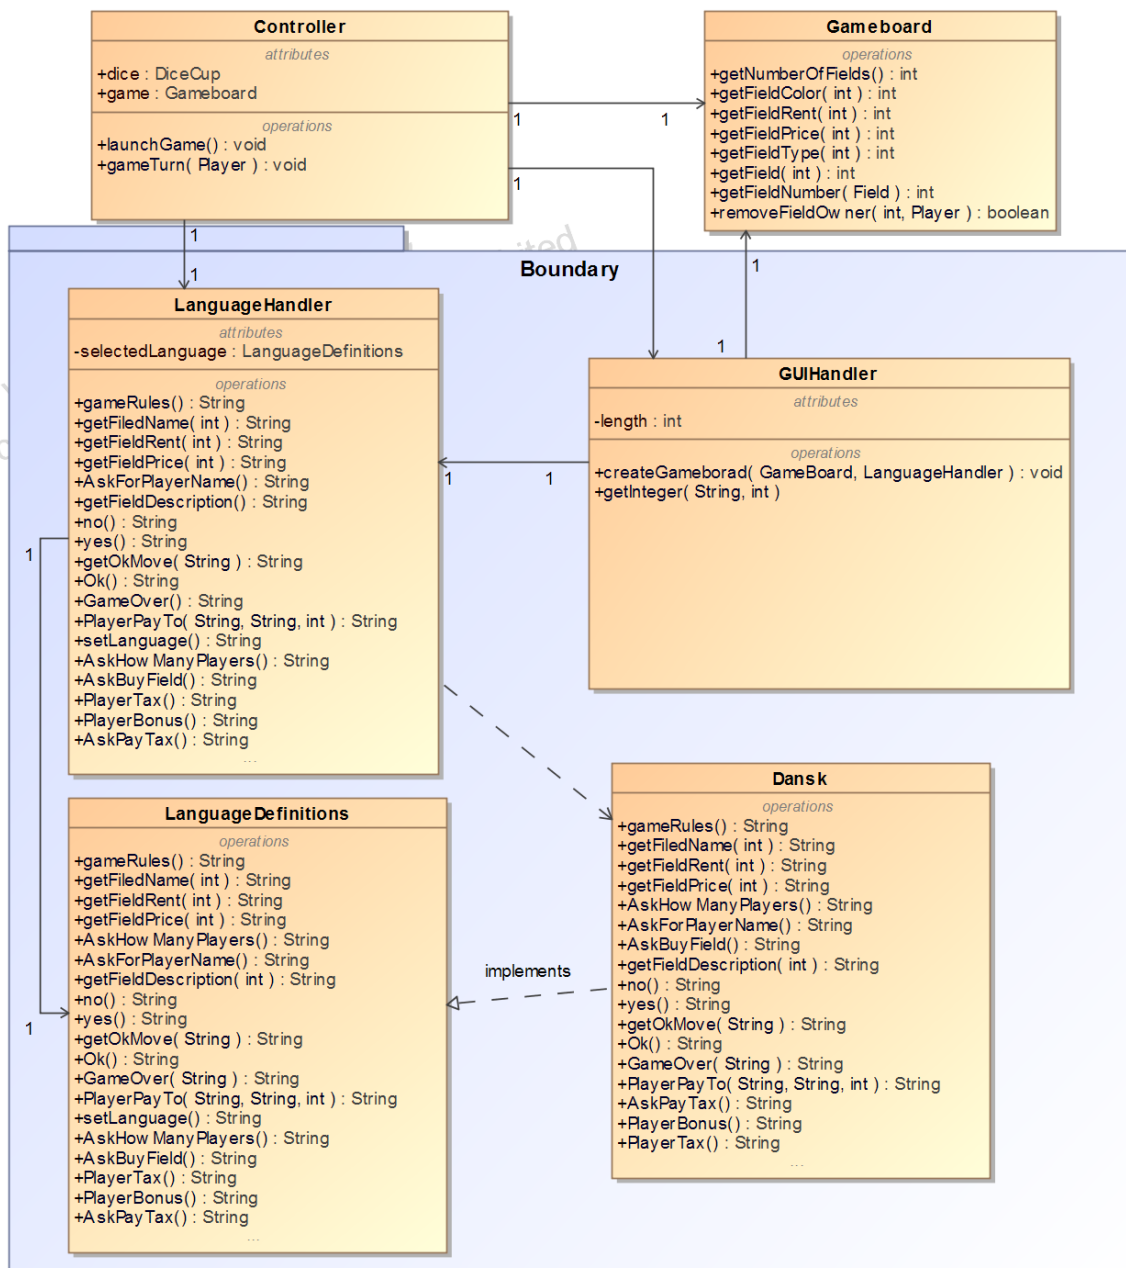 Controller
attributes
+dice : DiceCup
+game : Gameboard
operations
+launchGame() : void
+gameTurn( Player ) : void
Gameboard
operations
+getNumberOfFields() : int
+getFieldColor( int ) : int
+getFieldRent( int ) : int
+getFieldPrice( int ) : int
+getFieldType( int ) : int
+getField( int ) : int
+getFieldNumber( Field ) : int
+removeFieldOwner( int, Player ) : boolean
1
1
1
1
1
1
1
Boundary
LanguageHandler
attributes
-selectedLanguage : LanguageDefinitions
operations
+gameRules() : String
+getFiledName( int ) : String
+getFieldRent( int ) : String
+getFieldPrice( int ) : String
+AskForPlayerName() : String
+getFieldDescription() : String
+no() : String
+yes() : String
+getOkMove( String ) : String
+Ok() : String
+GameOver() : String
+PlayerPayTo( String, String, int ) : String
+setLanguage() : String
+AskHowManyPlayers() : String
+AskBuyField() : String
+PlayerTax() : String
+PlayerBonus() : String
+AskPayTax() : String
...
GUIHandler
attributes
-length : int
operations
+createGameborad( GameBoard, LanguageHandler ) : void
+getInteger( String, int )
1
1
1
1
LanguageDefinitions
operations
+gameRules() : String
+getFiledName( int ) : String
+getFieldRent( int ) : String
+getFieldPrice( int ) : String
+AskHowManyPlayers() : String
+AskForPlayerName() : String
+getFieldDescription( int ) : String
+no() : String
+yes() : String
+getOkMove( String ) : String
+Ok() : String
+GameOver( String ) : String
+PlayerPayTo( String, String, int ) : String
+setLanguage() : String
+AskHowManyPlayers() : String
+AskBuyField() : String
+PlayerTax() : String
+PlayerBonus() : String
+AskPayTax() : String
...
implements
Dansk
operations
+gameRules() : String
+getFiledName( int ) : String
+getFieldRent( int ) : String
+getFieldPrice( int ) : String
+AskHowManyPlayers() : String
+AskForPlayerName() : String
+AskBuyField() : String
+getFieldDescription( int ) : String
+no() : String
+yes() : String
+getOkMove( String ) : String
+Ok() : String
+GameOver( String ) : String
+PlayerPayTo( String, String, int ) : String
+AskPayTax() : String
+PlayerBonus() : String
+PlayerTax() : String
...